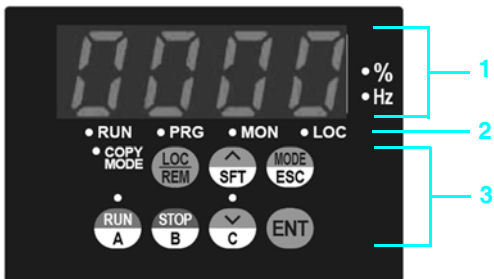 0000
%
Hz
1
RUN PRG MON LOC
2
COPY MODE
LOC REM
^ SFT
MODE ESC
3
RUN A
STOP B
C
ENT